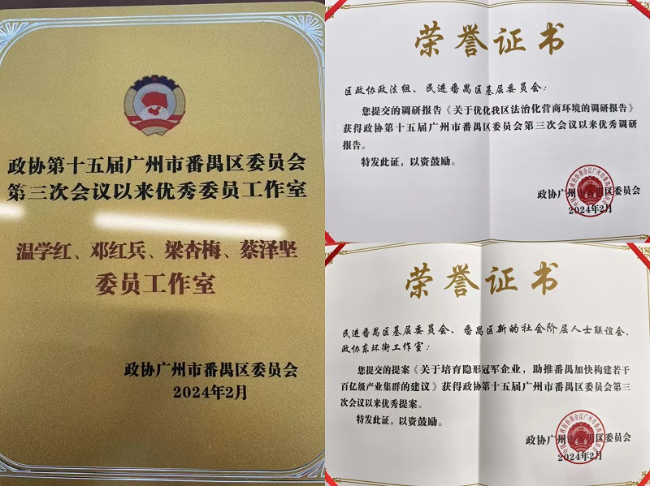 政协第十五届广州市番禺区委员会
第三次会议以来优秀委员工作室
温学红、邓红兵、梁杏梅、蔡泽坚
委员工作室
政协广州市番禺区委员会
2024年2月
荣誉证书
区政协政法组、民进番禺区基层委员会：
您提交的调研报告《关于优化我区法治化营商环境的调研报告》
获得政协第十五届广州市番禺区委员会第三次会议以来优秀调研
报告。
特发此证，以资鼓励。
政协广州市番禺区委员会
2024年2月
荣誉证书
民进番禺区基层委员会、番禺区新的社会阶层人士联谊会、
政协东环街工作室：
您提交的提案《关于培育隐形冠军企业，助推番禺加快构建若干
百亿级产业集群的建议》获得政协第十五届广州市番禺区委员会第三
次会议以来优秀提案。
特发此证，以资鼓励。
政协广州市番禺区委员会
2024年2月